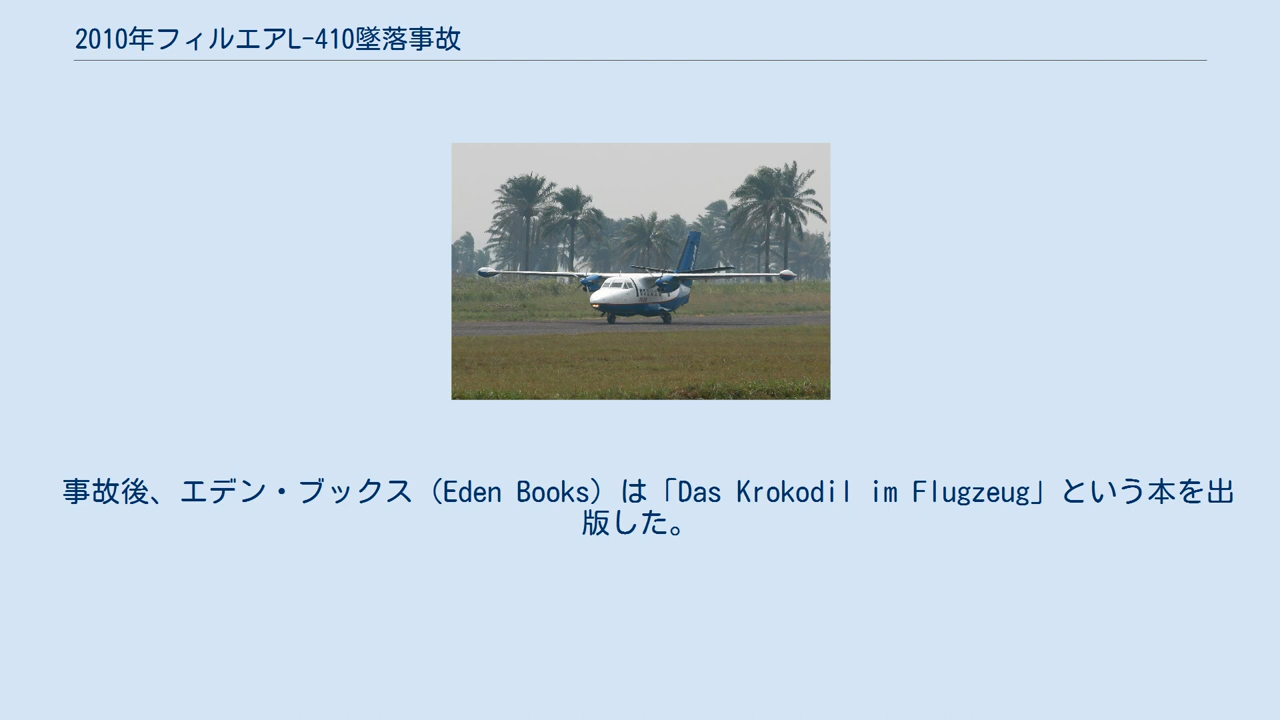 2010年フィルエアL-410墜落事故
事故後、エデン・ブックス（Eden Books）は「Das Krokodil im Flugzeug」という本を出
版した。